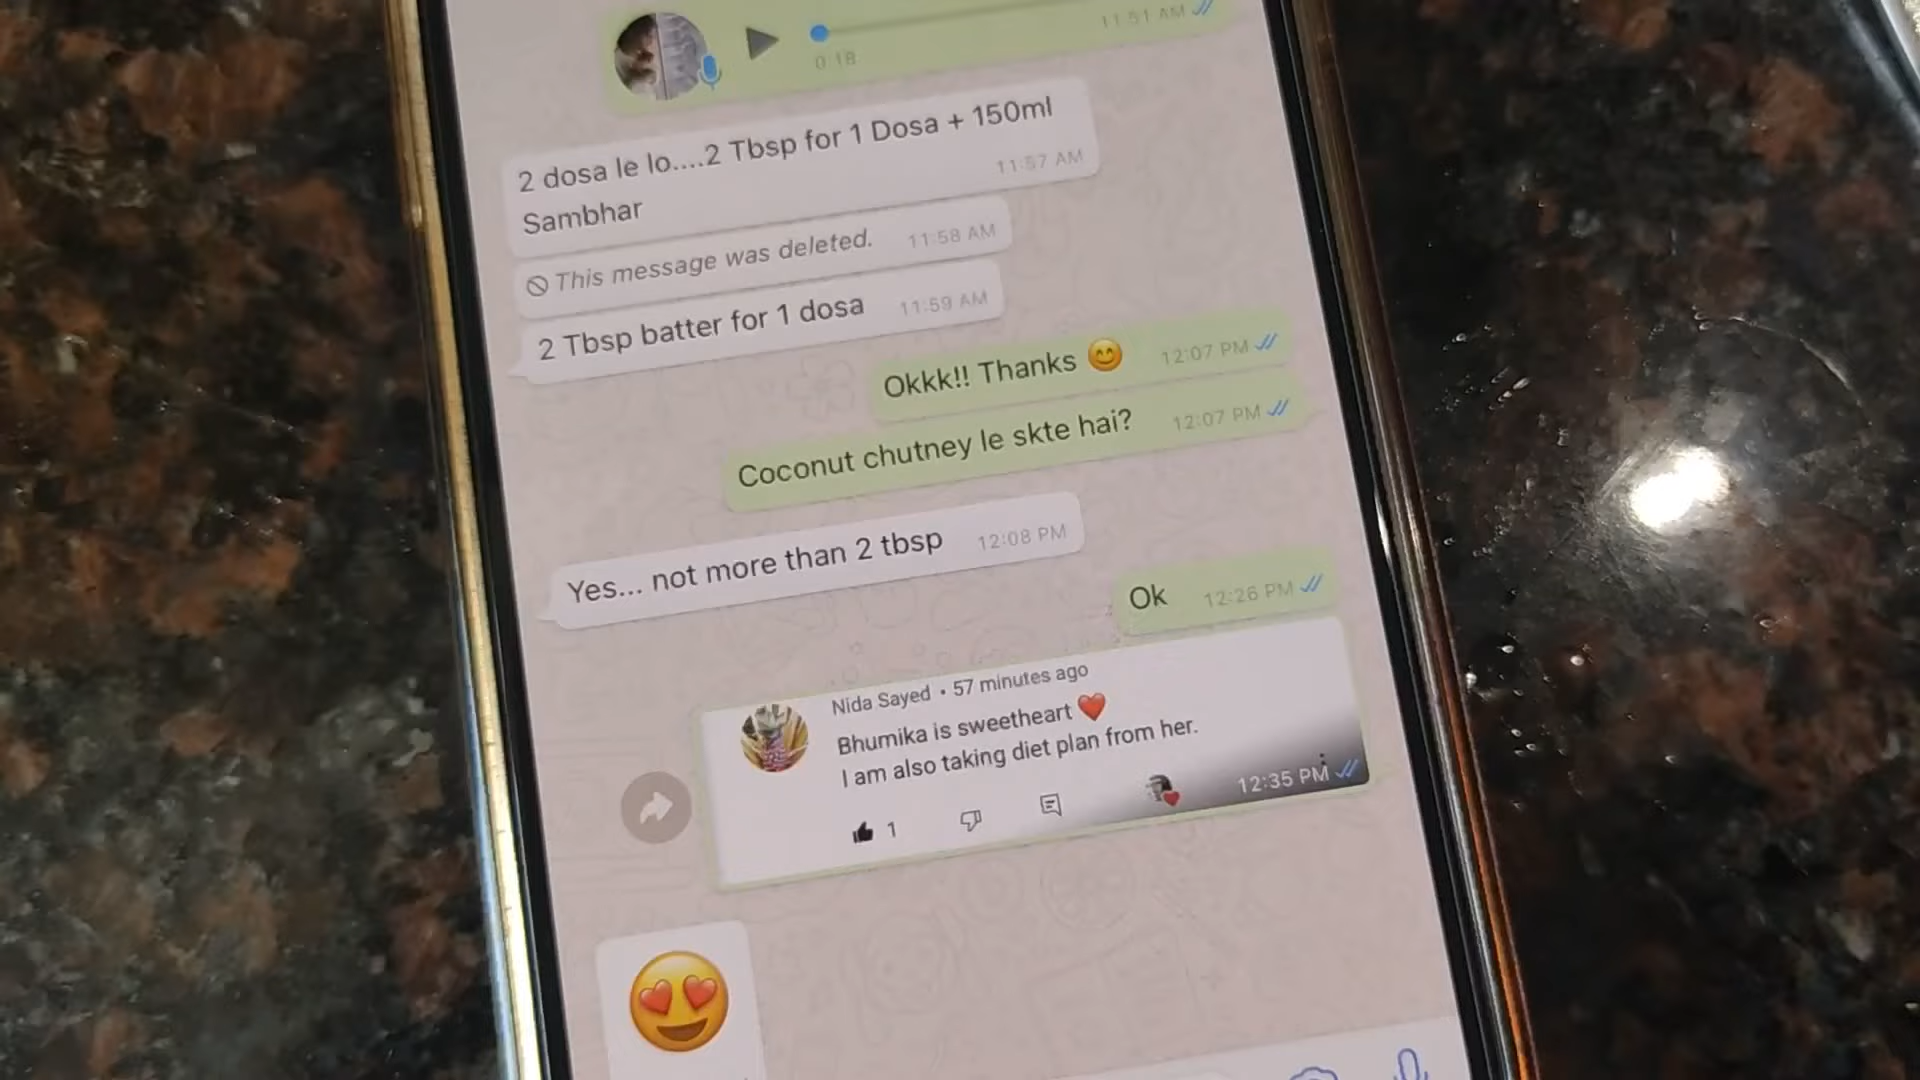 0:18
11:51 AM
2 dosa le lo....2 Tbsp for 1 Dosa + 150ml
Sambhar
11:57 AM
This message was deleted. 11:58 AM
2 Tbsp batter for 1 dosa 11:59 AM
Okkk!! Thanks 😊 12:07 PM
Coconut chutney le skte hai? 12:07 PM
Yes... not more than 2 tbsp 12:08 PM
Ok 12:26 PM
Nida Sayed • 57 minutes ago
Bhumika is sweetheart ❤️
I am also taking diet plan from her.
1
12:35 PM